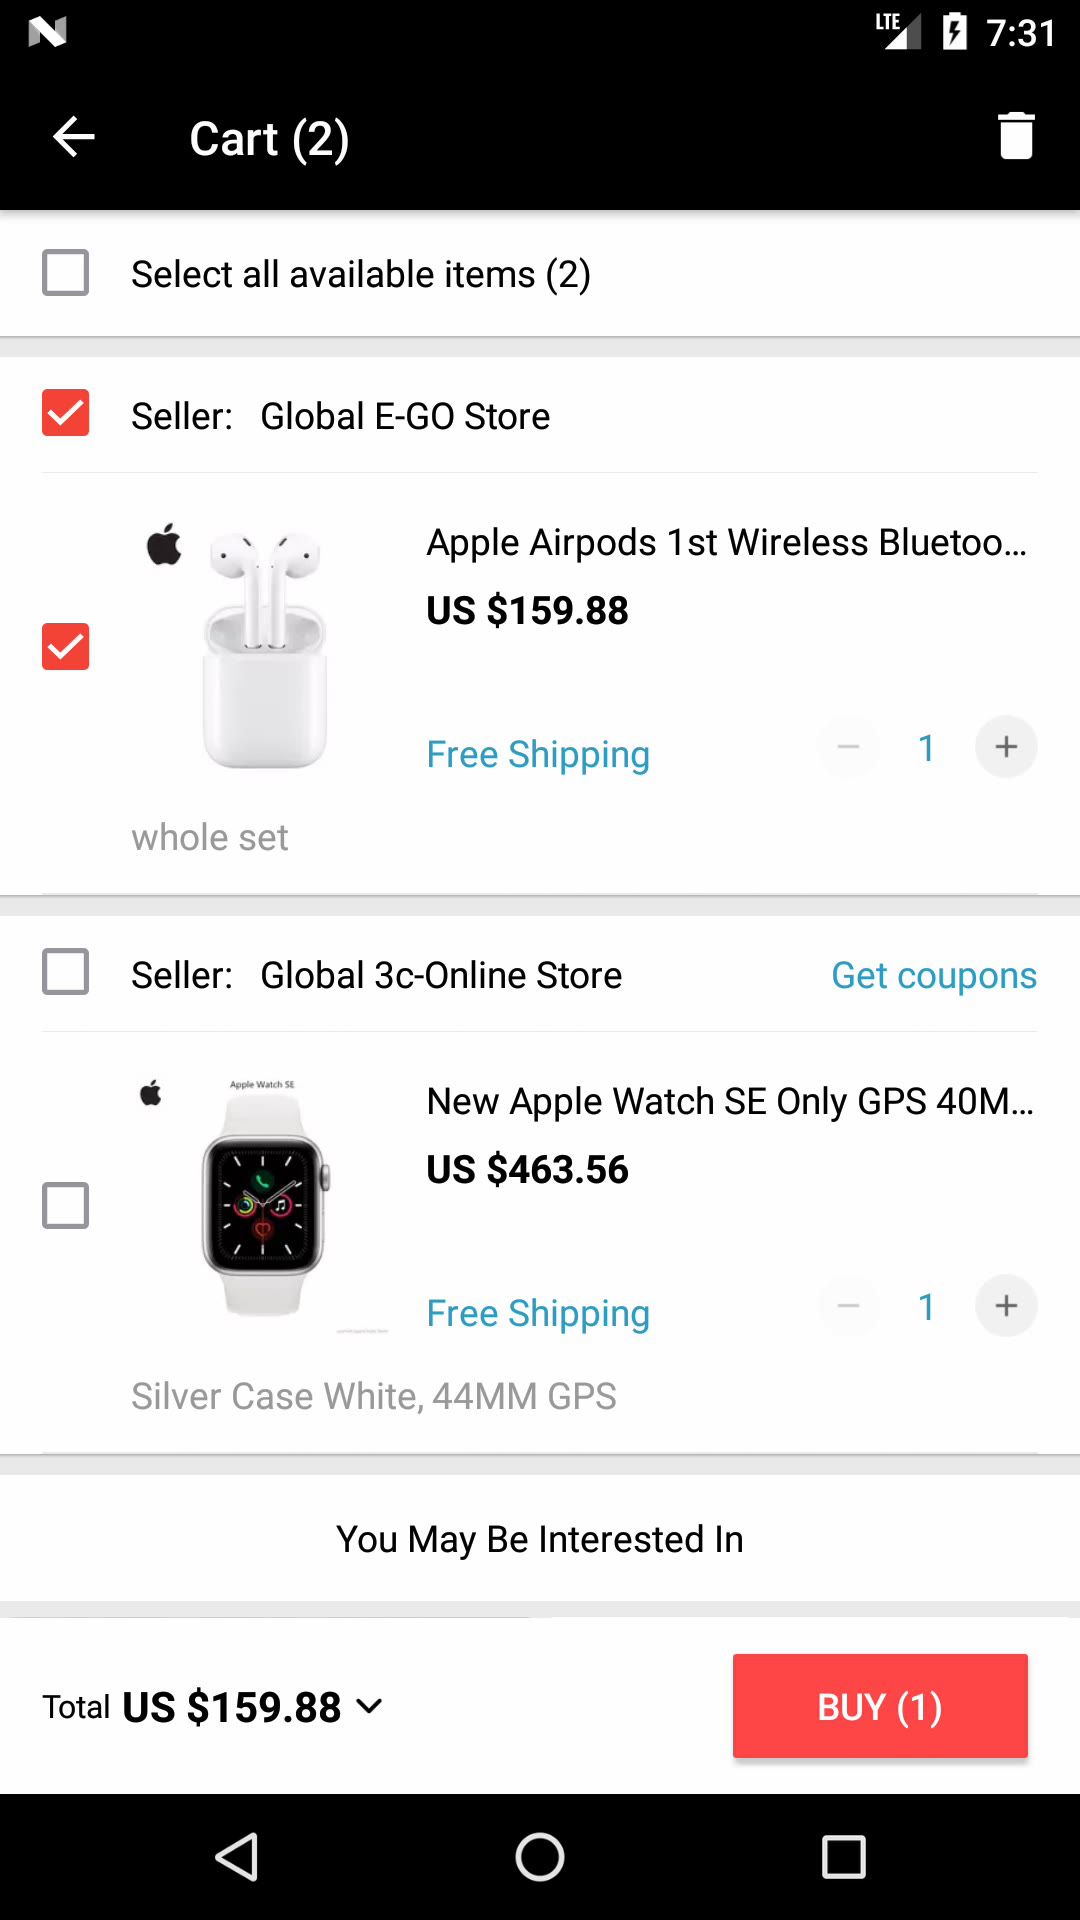 LTE 7:31
Cart (2)
Select all available items (2)
Seller: Global E-GO Store
Apple Airpods 1st Wireless Bluetoo...
US $159.88
Free Shipping
1
whole set
Seller: Global 3c-Online Store Get coupons
Apple Watch SE
New Apple Watch SE Only GPS 40M...
US $463.56
Free Shipping
1
Silver Case White, 44MM GPS
You May Be Interested In
Total US $159.88
BUY (1)